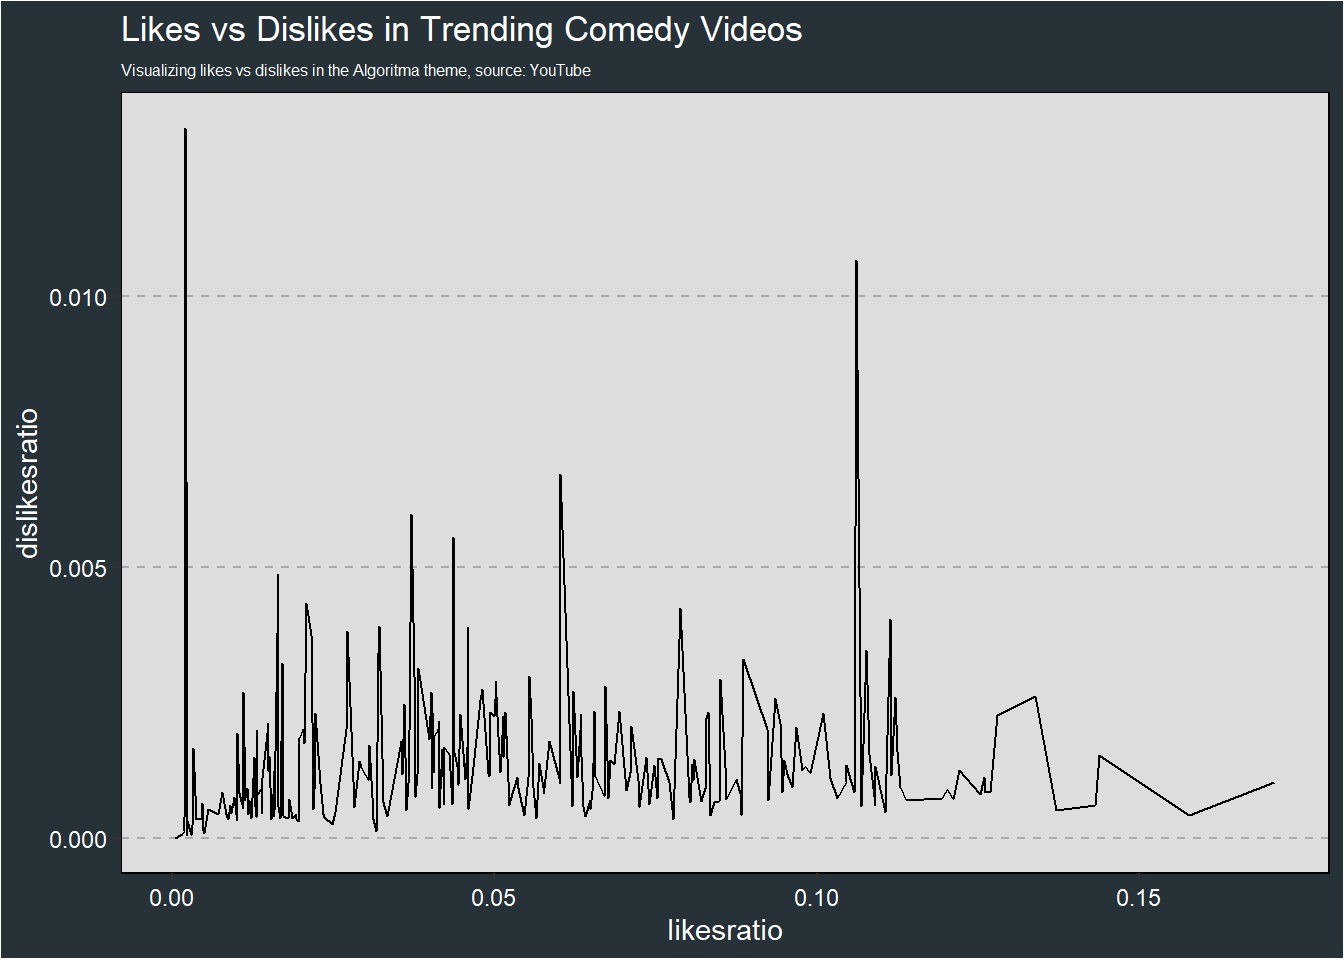 Likes vs Dislikes in Trending Comedy Videos
Visualizing likes vs dislikes in the Algoritma theme, source: YouTube
dislikesratio
0.010
0.005
0.000
0.00
0.05
0.10
0.15
likesratio